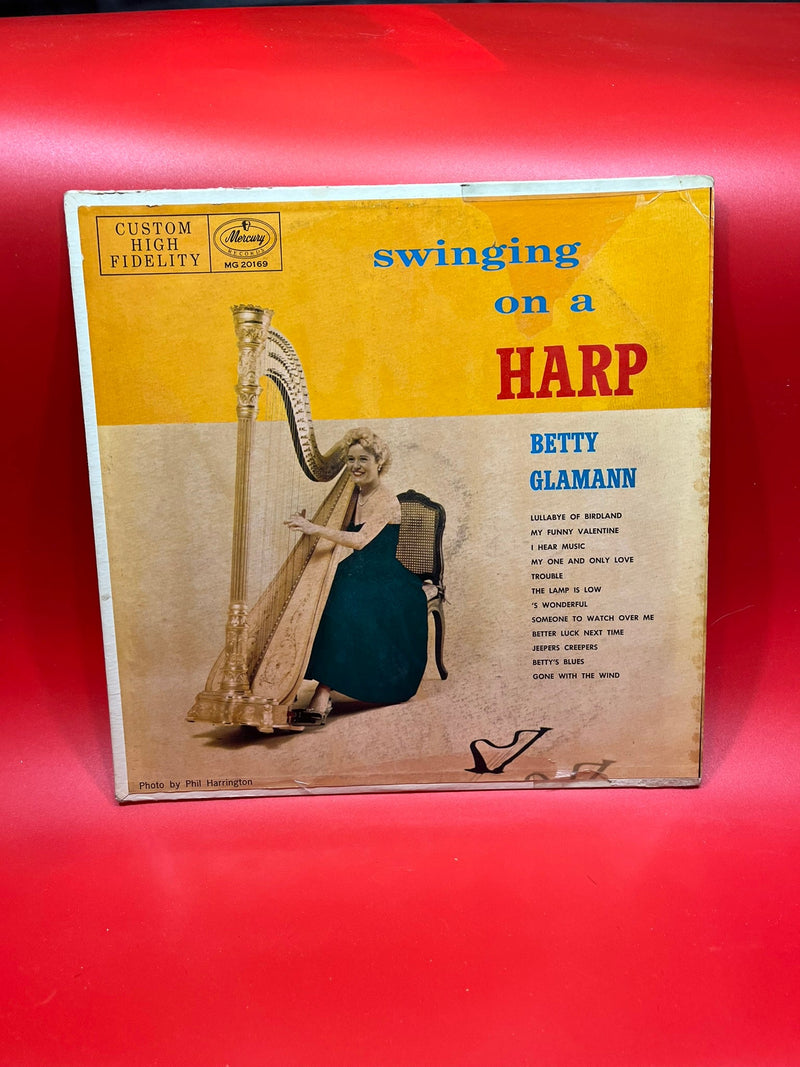 CUSTOM
HIGH
FIDELITY
Mercury
RECORDS
MG 20169
swinging
on a
HARP
BETTY
GLAMANN
LULLABYE OF BIRDLAND
MY FUNNY VALENTINE
I HEAR MUSIC
MY ONE AND ONLY LOVE
TROUBLE
THE LAMP IS LOW
'S WONDERFUL
SOMEONE TO WATCH OVER ME
BETTER LUCK NEXT TIME
JEEPERS CREEPERS
BETTY'S BLUES
GONE WITH THE WIND
Photo by Phil Harrington